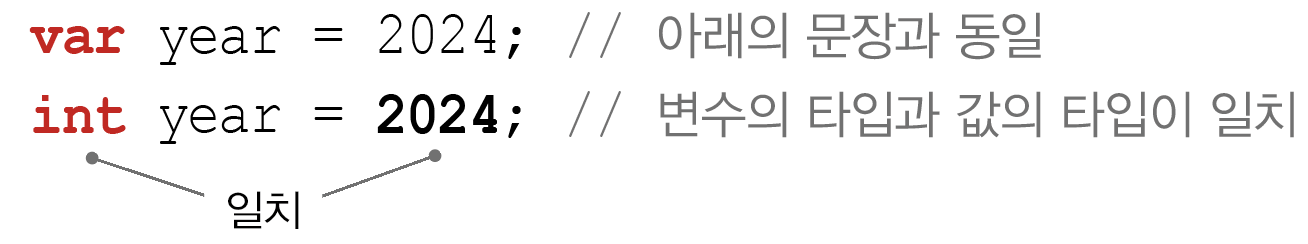 var year = 2024; // 아래의 문장과 동일
int year = 2024; // 변수의 타입과 값의 타입이 일치
일치